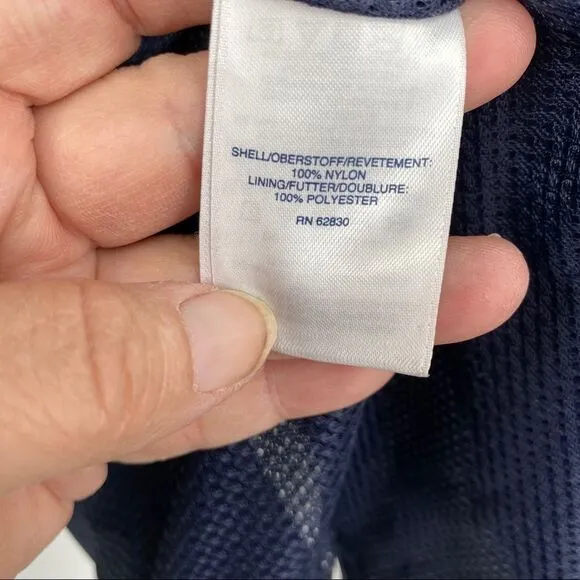 SHELL/OBERSTOFF/REVETEMENT:
100% NYLON
LINING/FUTTER/DOUBLURE:
100% POLYESTER
RN 62830